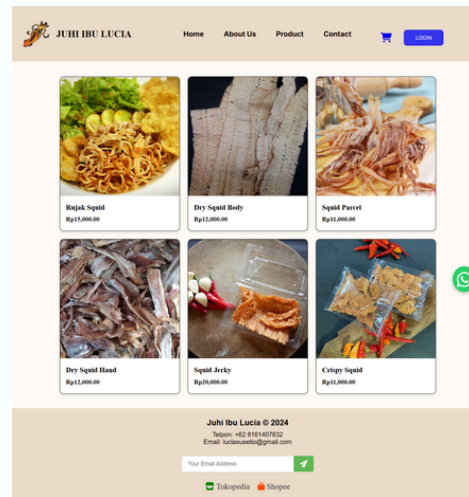 JUHI IBU LUCIA
Home About Us Product Contact
LOGIN
Rujak Squid
Rp15,000.00
Dry Squid Body
Rp12,000.00
Squid Parcel
Rp11,000.00
Dry Squid Hand
Rp12,000.00
Squid Jerky
Rp20,000.00
Crispy Squid
Rp11,000.00
Juhi Ibu Lucia © 2024
Telpon: +62 8161407832
Email: luciasusetio@gmail.com
Your Email Address
Tokopedia Shopee